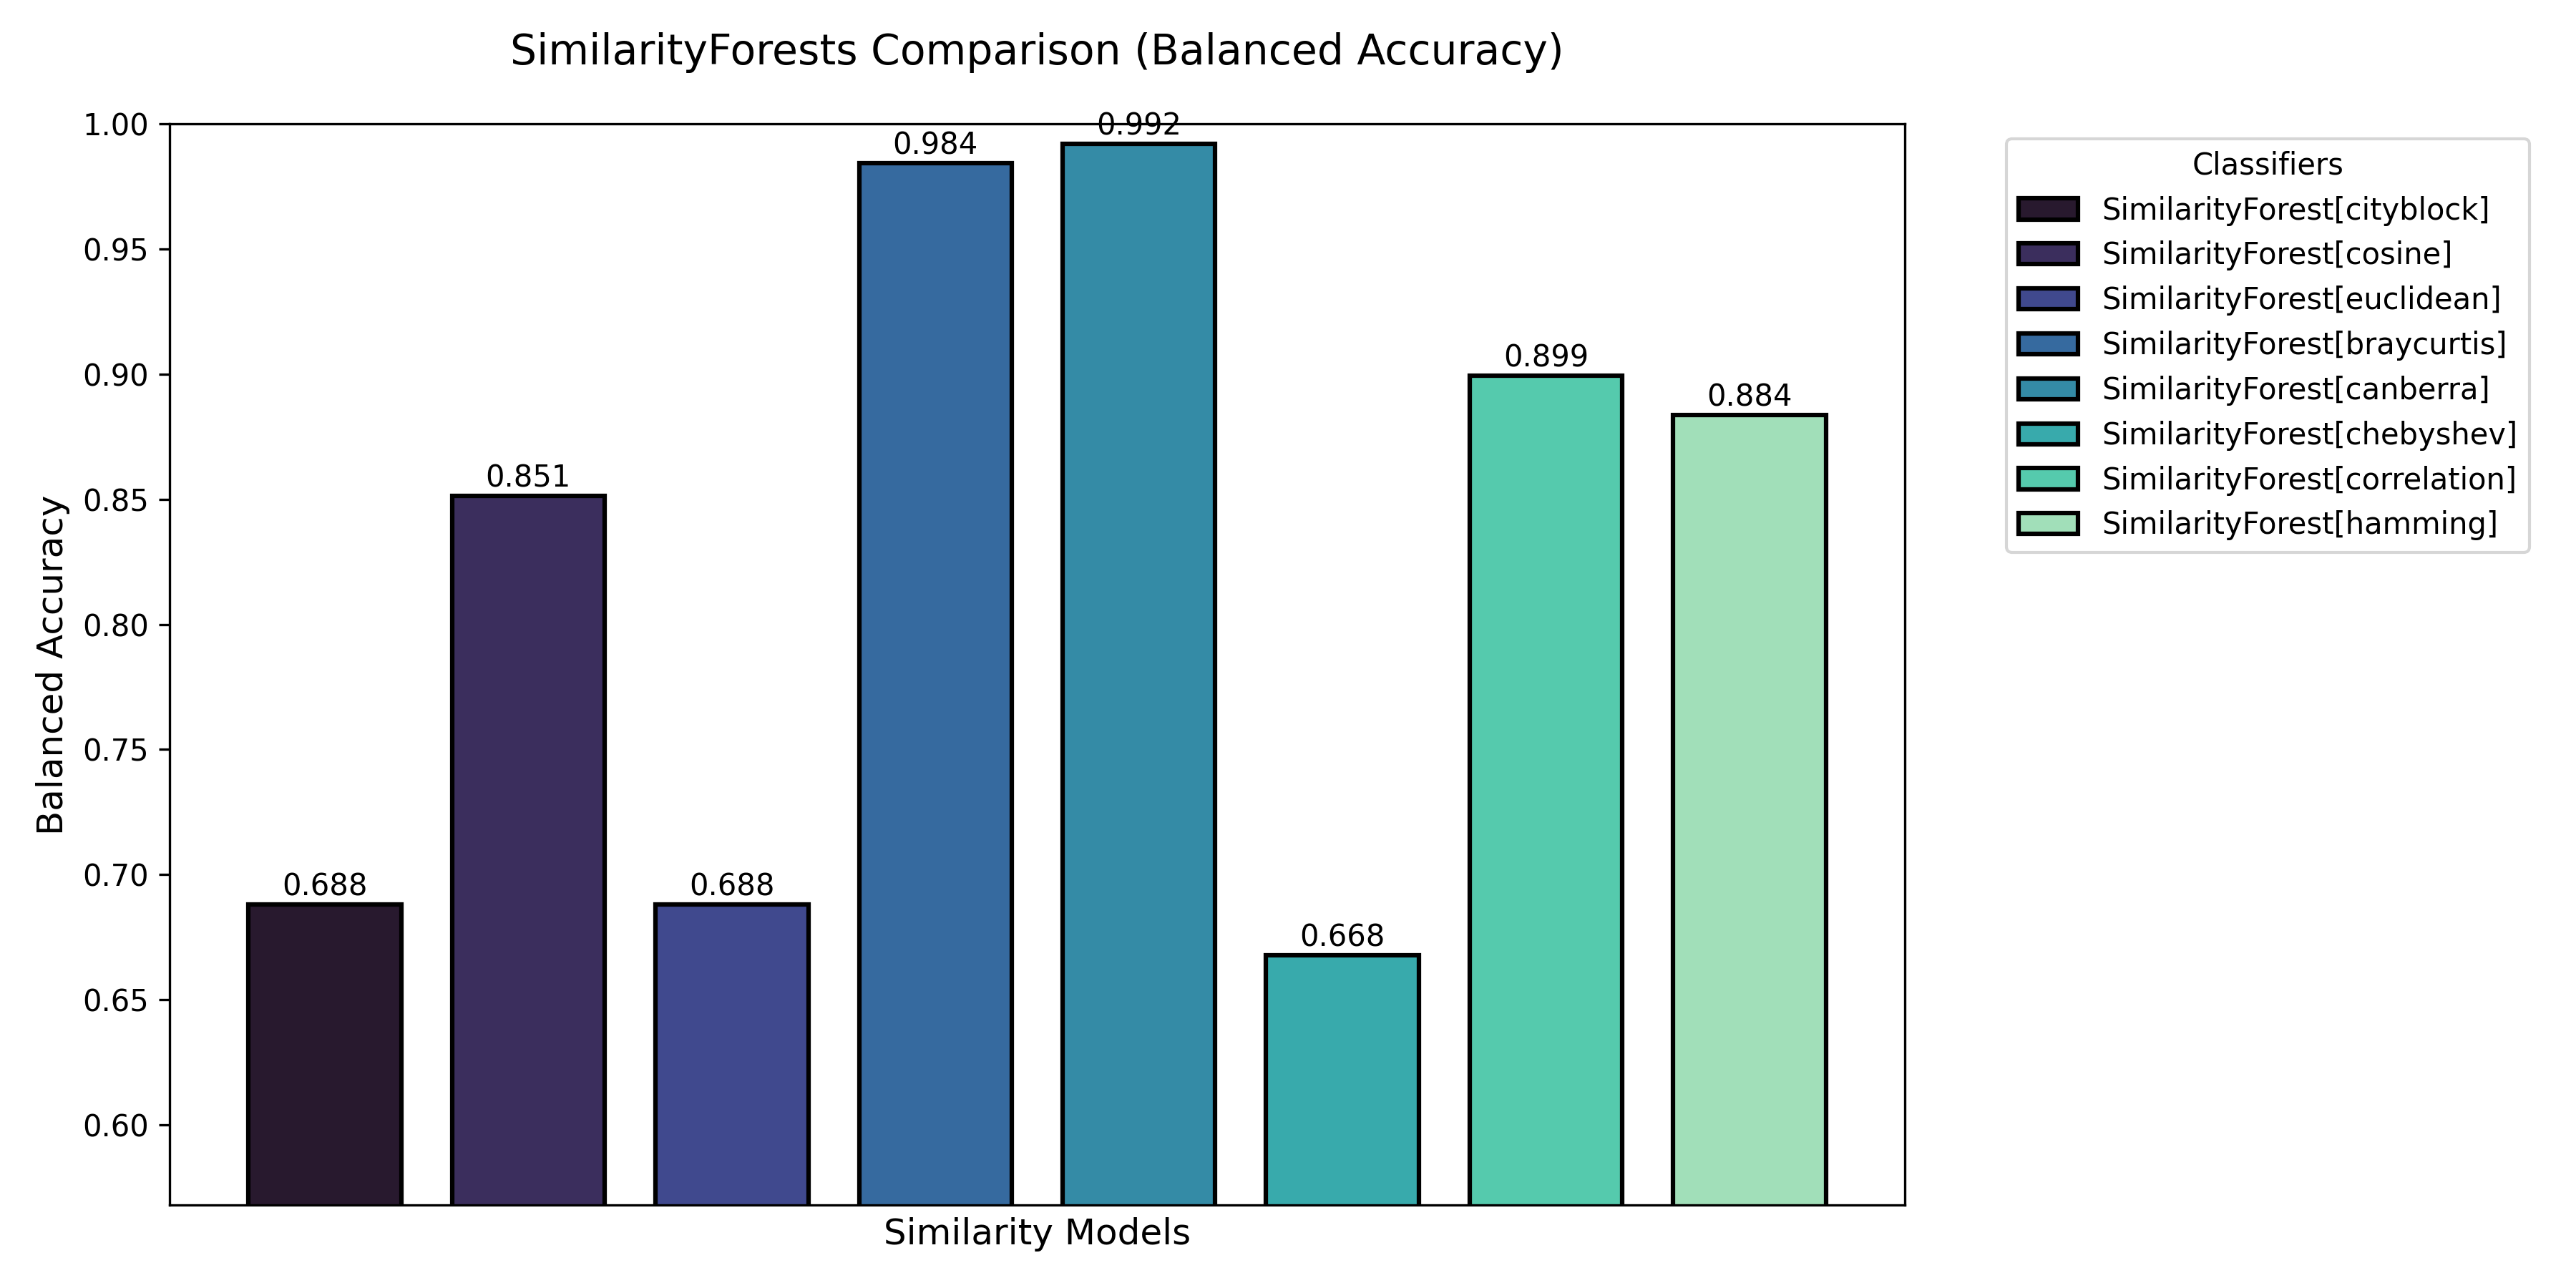 SimilarityForests Comparison (Balanced Accuracy)
Balanced Accuracy
1.00
0.95
0.90
0.85
0.80
0.75
0.70
0.65
0.60
0.688
0.851
0.688
0.984
0.992
0.668
0.899
0.884
Similarity Models
Classifiers
SimilarityForest[cityblock]
SimilarityForest[cosine]
SimilarityForest[euclidean]
SimilarityForest[braycurtis]
SimilarityForest[canberra]
SimilarityForest[chebyshev]
SimilarityForest[correlation]
SimilarityForest[hamming]